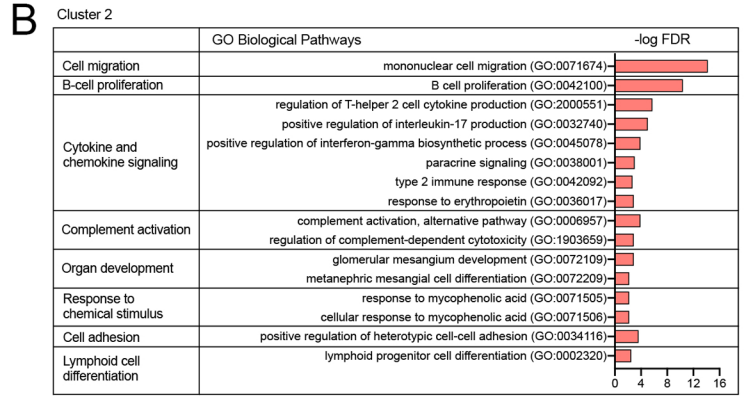 B
Cluster 2
GO Biological Pathways
-log FDR
Cell migration
mononuclear cell migration (GO:0071674)
B-cell proliferation
B cell proliferation (GO:0042100)
Cytokine and
chemokine signaling
regulation of T-helper 2 cell cytokine production (GO:2000551)
positive regulation of interleukin-17 production (GO:0032740)
positive regulation of interferon-gamma biosynthetic process (GO:0045078)
paracrine signaling (GO:0038001)
type 2 immune response (GO:0042092)
response to erythropoietin (GO:0036017)
Complement activation
complement activation, alternative pathway (GO:0006957)
regulation of complement-dependent cytotoxicity (GO:1903659)
Organ development
glomerular mesangium development (GO:0072109)
metanephric mesangial cell differentiation (GO:0072209)
Response to
chemical stimulus
response to mycophenolic acid (GO:0071505)
cellular response to mycophenolic acid (GO:0071506)
Cell adhesion
positive regulation of heterotypic cell-cell adhesion (GO:0034116)
Lymphoid cell
differentiation
lymphoid progenitor cell differentiation (GO:0002320)
0 4 8 12 16